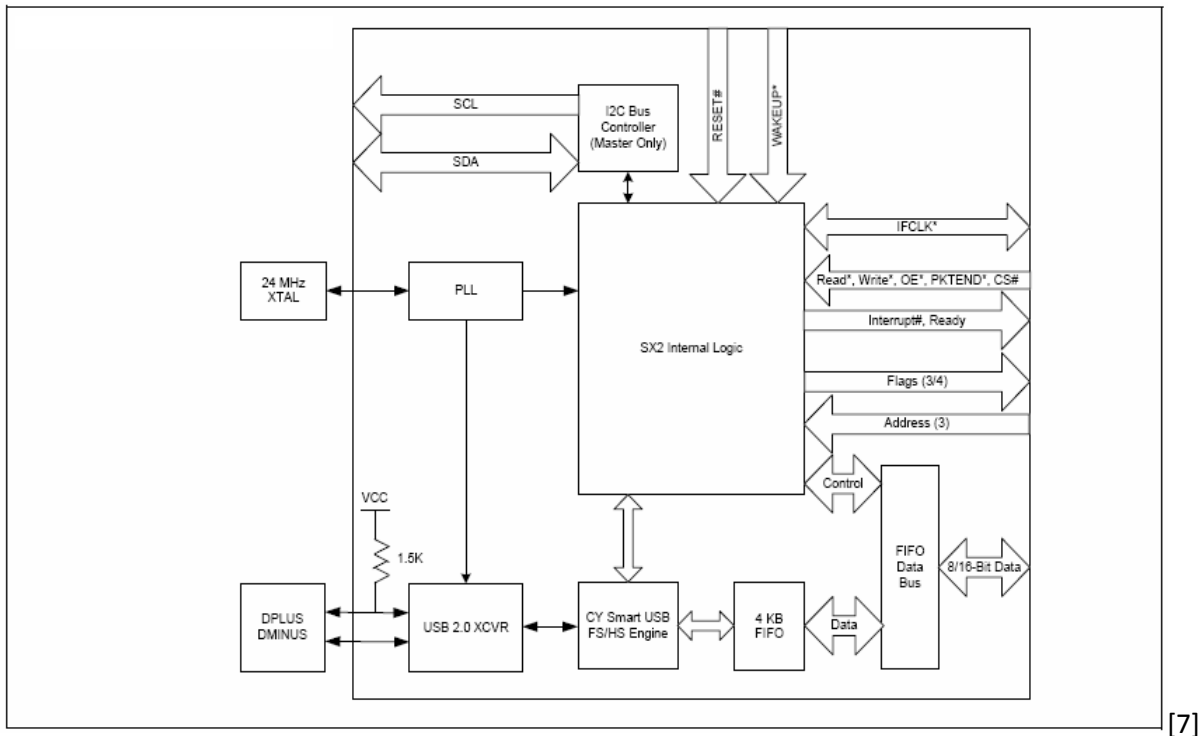 SCL
I2C Bus
Controller
(Master Only)
SDA
RESET#
WAKEUP*
IFCLK*
24 MHz
XTAL
PLL
Read*, Write*, OE*, PKTEND*, CS#
Interrupt#, Ready
SX2 Internal Logic
Flags (3/4)
Address (3)
Control
VCC
1.5K
FIFO
Data
Bus
8/16-Bit Data
DPLUS
DMINUS
USB 2.0 XCVR
CY Smart USB
FS/HS Engine
4 KB
FIFO
Data
[7]